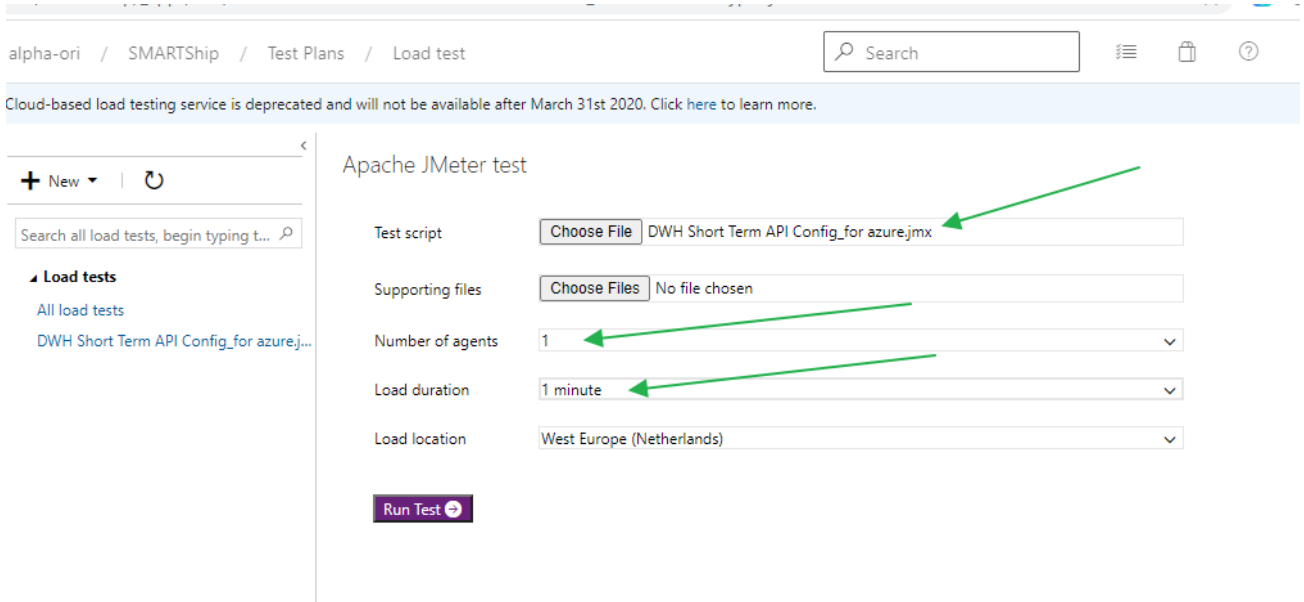 alpha-ori / SMARTShip / Test Plans / Load test
Search
Cloud-based load testing service is deprecated and will not be available after March 31st 2020. Click here to learn more.
New
Search all load tests, begin typing t...
Load tests
All load tests
DWH Short Term API Config_for azure.j...
Apache JMeter test
Test script Choose File DWH Short Term API Config_for azure.jmx
Supporting files Choose Files No file chosen
Number of agents 1
Load duration 1 minute
Load location West Europe (Netherlands)
Run Test